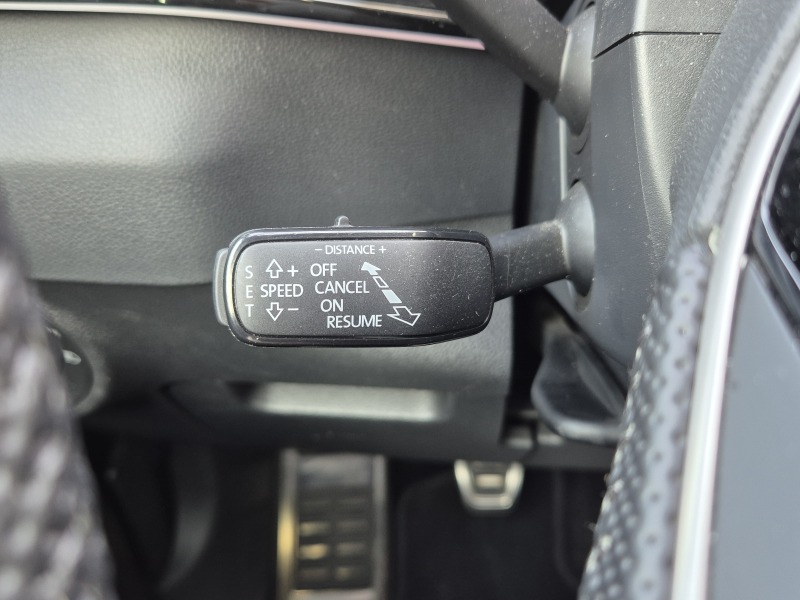 − DISTANCE +
S + OFF
E SPEED CANCEL
T − ON
RESUME